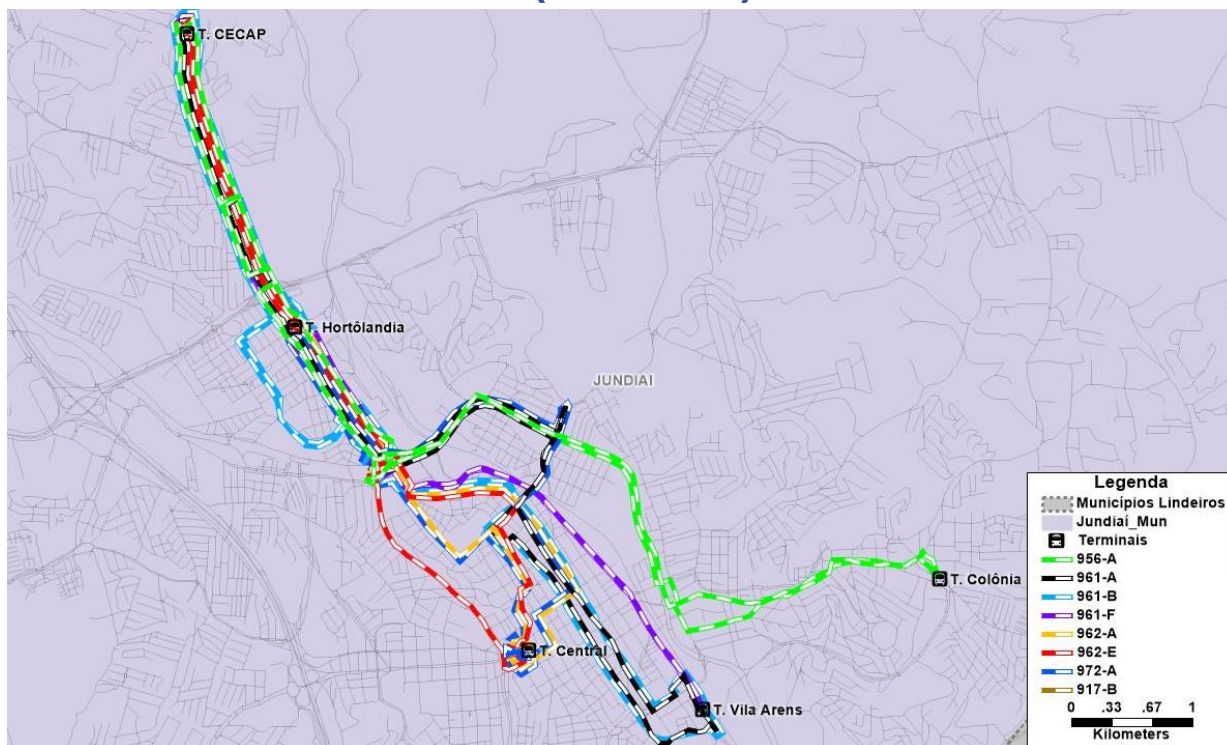 T. CECAP
T. Hortôlandia
JUNDIAI
T. Colônia
T. Central
T. Vila Arens
Legenda
Municípios Lindeiros
Jundiaí_Mun
Terminais
956-A
961-A
961-B
961-F
962-A
962-E
972-A
917-B
0 .33 .67 1
Kilometers